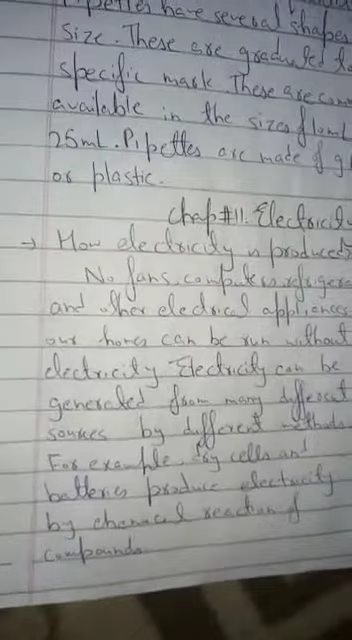 have several shapes
size. These are graduated to
specific mark These are
available in the sizes of 10mL
25mL. Pipettes are made of
or plastic.
Chap#11. Electricity
→ How electricity is produced?
No fans, computers,
and other electrical appliences
our homes can be run without
electricity Electricity can be
generated from many different
sources by different methods
For example, dry cells and
batteries produce electricity
by chemical reaction of
compounds.